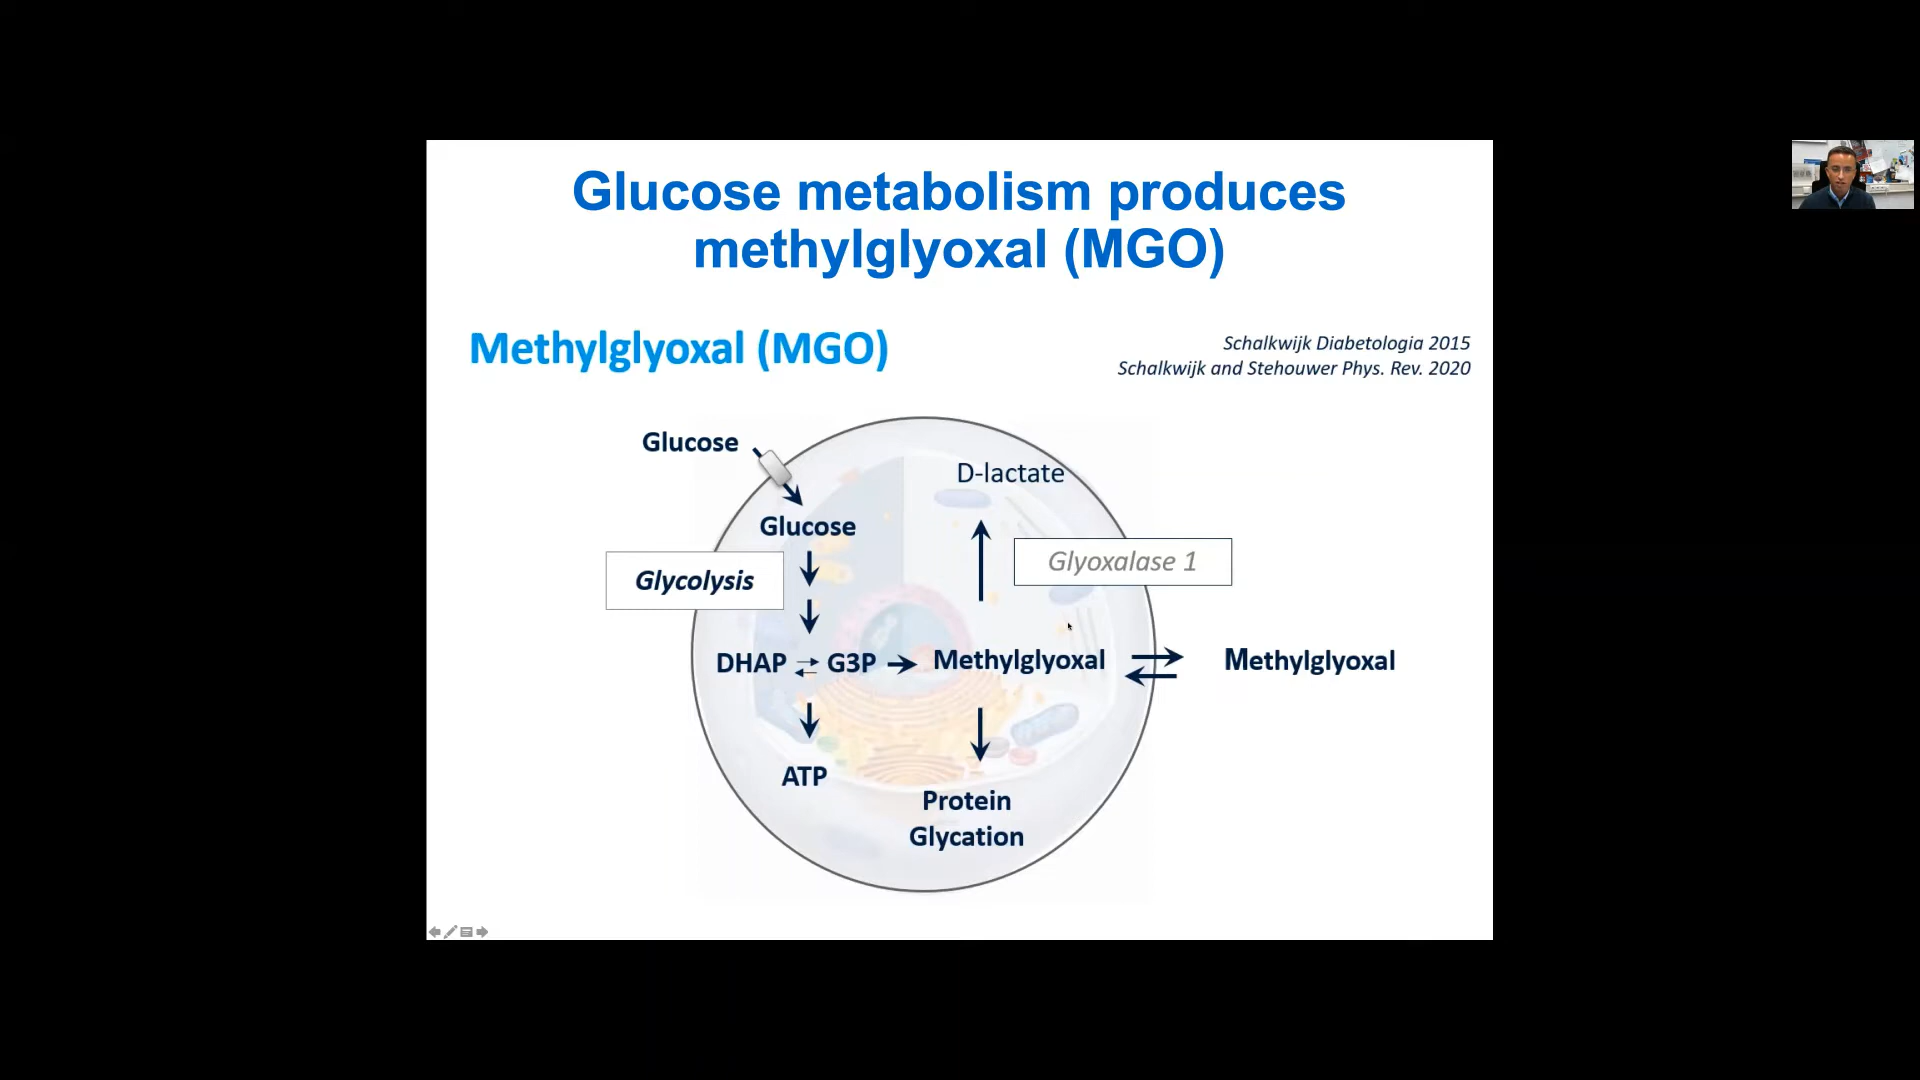 Glucose metabolism produces
methylglyoxal (MGO)
Methylglyoxal (MGO)
Schalkwijk Diabetologia 2015
Schalkwijk and Stehouwer Phys. Rev. 2020
Glucose
D-lactate
Glucose
Glyoxalase 1
Glycolysis
DHAP
G3P
Methylglyoxal
Methylglyoxal
ATP
Protein
Glycation